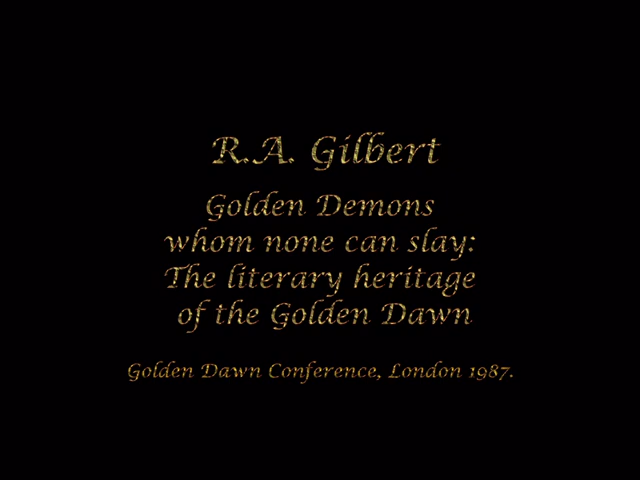 R.A. Gilbert
Golden Demons
whom none can slay:
The literary heritage
of the Golden Dawn
Golden Dawn Conference, London 1987.